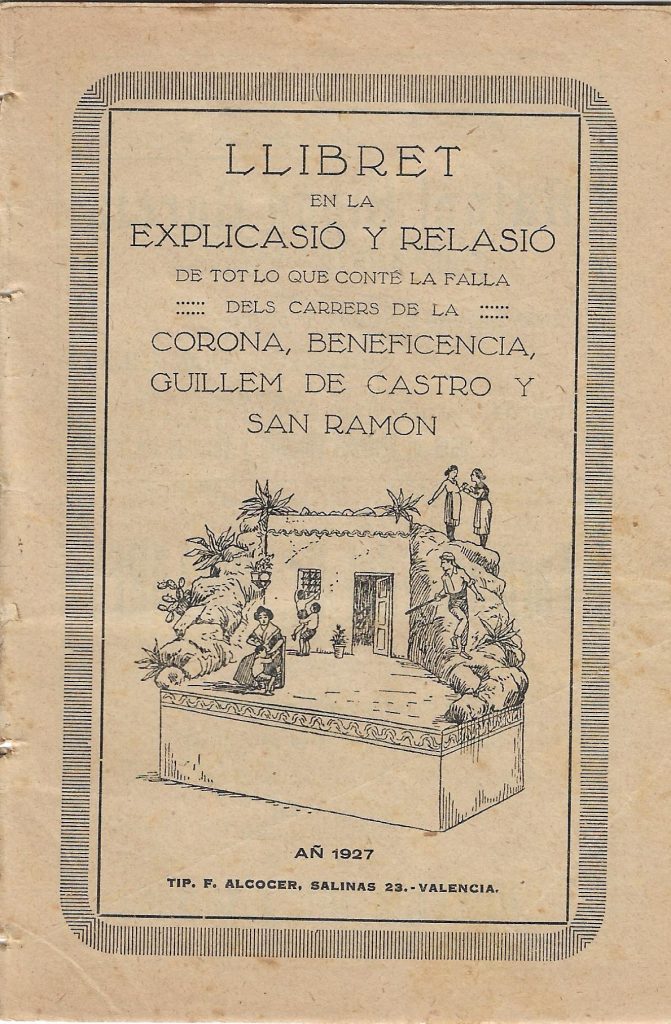 LLIBRET
EN LA
EXPLICASIÓ Y RELASIÓ
DE TOT LO QUE CONTÉ LA FALLA
DELS CARRERS DE LA
CORONA, BENEFICENCIA,
GUILLEM DE CASTRO Y
SAN RAMÓN
AÑ 1927
TIP. F. ALCOCER, SALINAS 23.-VALENCIA.